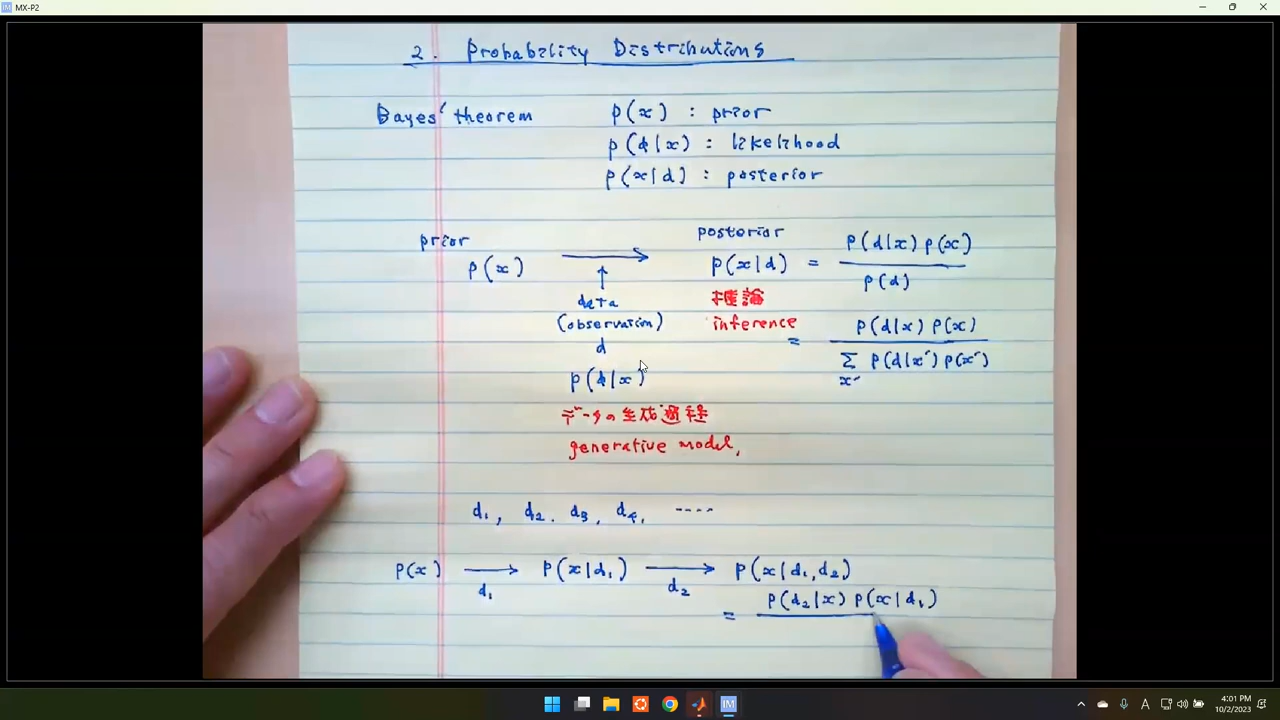 MX-P2
2. Probability Distributions
Bayes' theorem p(x) : prior
p(d|x) : likelihood
p(x|d) : posterior
prior posterior
p(x) → p(x|d) = p(d|x) p(x) / p(d)
↑
data
(observation)
d
inference
= p(d|x) p(x) / Σx' p(d|x') p(x')
p(d|x)
データの生成過程
generative model,
d1, d2. d3, d4, ----
p(x) →d1 p(x|d1) →d2 p(x|d1,d2)
= p(d2|x) p(x|d1)
IM
A
4:01 PM
10/2/2023